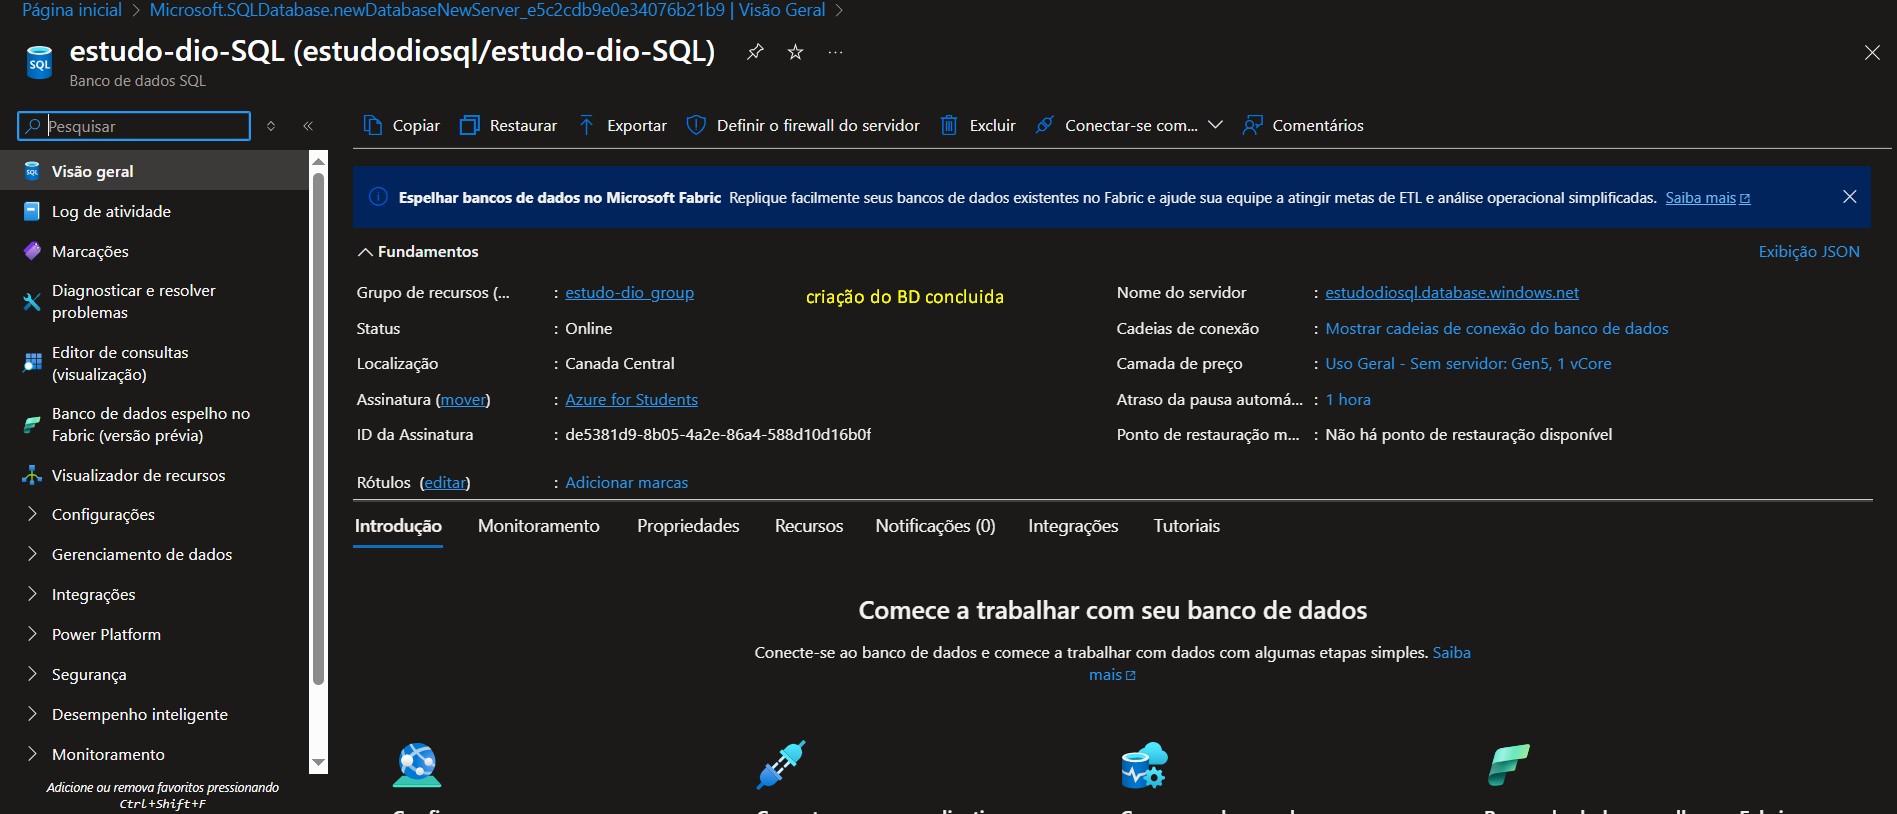 Página inicial > Microsoft.SQLDatabase.newDatabaseNewServer_e5c2cdb9e0e34076b21b9 | Visão Geral >
SQL
estudo-dio-SQL (estudodiosql/estudo-dio-SQL)
Banco de dados SQL
Pesquisar
Copiar Restaurar Exportar Definir o firewall do servidor Excluir Conectar-se com... Comentários
Visão geral
Log de atividade
Marcações
Diagnosticar e resolver
problemas
Editor de consultas
(visualização)
Banco de dados espelho no
Fabric (versão prévia)
Visualizador de recursos
Configurações
Gerenciamento de dados
Integrações
Power Platform
Segurança
Desempenho inteligente
Monitoramento
Adicione ou remova favoritos pressionando
Ctrl+Shift+F
Espelhar bancos de dados no Microsoft Fabric Replique facilmente seus bancos de dados existentes no Fabric e ajude sua equipe a atingir metas de ETL e análise operacional simplificadas. Saiba mais
Fundamentos
Exibição JSON
Grupo de recursos (... : estudo-dio_group
criação do BD concluida
Status : Online
Localização : Canada Central
Assinatura (mover) : Azure for Students
ID da Assinatura : de5381d9-8b05-4a2e-86a4-588d10d16b0f
Nome do servidor : estudodiosql.database.windows.net
Cadeias de conexão : Mostrar cadeias de conexão do banco de dados
Camada de preço : Uso Geral - Sem servidor: Gen5, 1 vCore
Atraso da pausa automá... : 1 hora
Ponto de restauração m... : Não há ponto de restauração disponível
Rótulos (editar) : Adicionar marcas
Introdução Monitoramento Propriedades Recursos Notificações (0) Integrações Tutoriais
Comece a trabalhar com seu banco de dados
Conecte-se ao banco de dados e comece a trabalhar com dados com algumas etapas simples. Saiba
mais